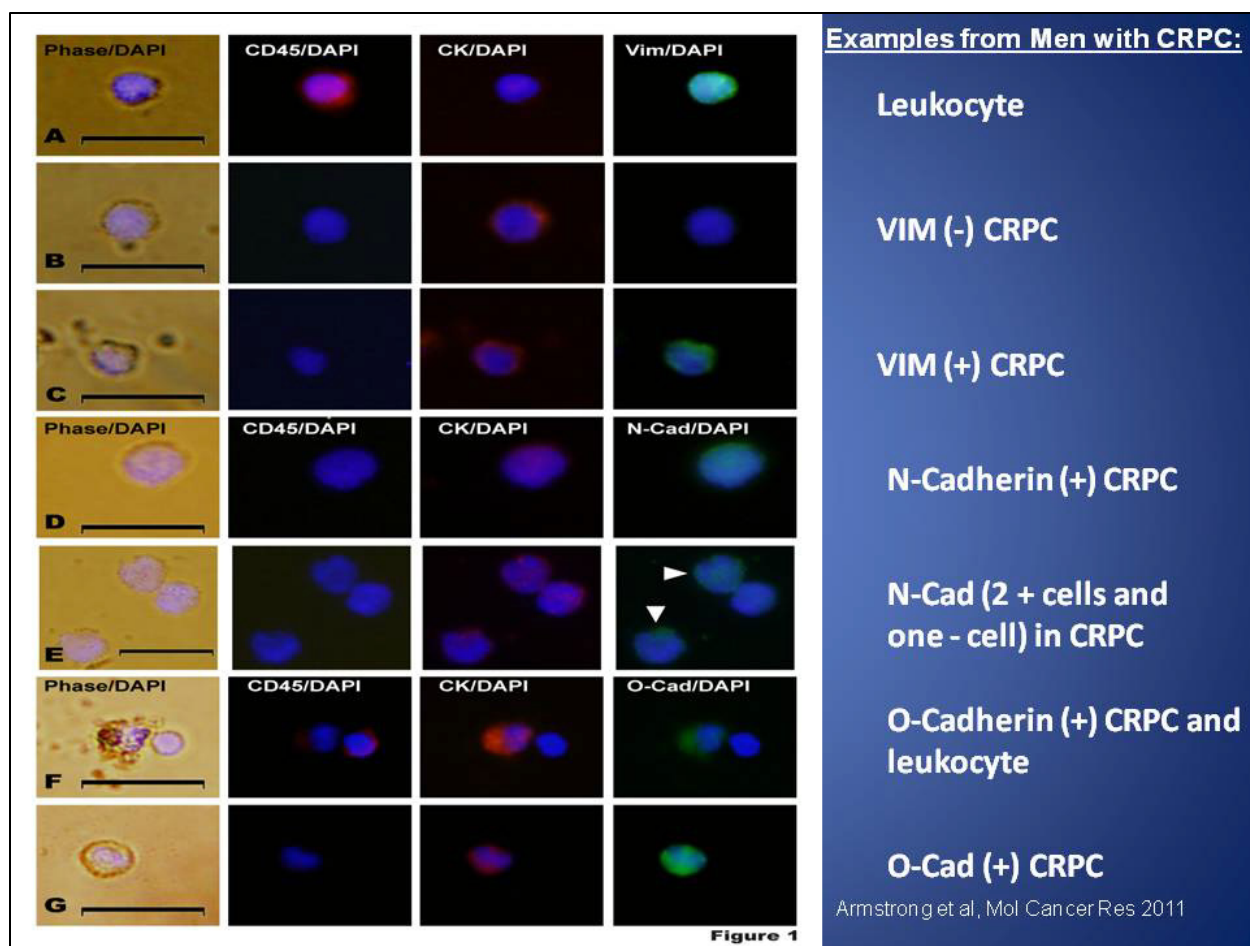 Phase/DAPI CD45/DAPI CK/DAPI Vim/DAPI
A
B
C
Phase/DAPI CD45/DAPI CK/DAPI N-Cad/DAPI
D
E
Phase/DAPI CD45/DAPI CK/DAPI O-Cad/DAPI
F
G
Figure 1
Examples from Men with CRPC:
Leukocyte
VIM (-) CRPC
VIM (+) CRPC
N-Cadherin (+) CRPC
N-Cad (2 + cells and
one - cell) in CRPC
O-Cadherin (+) CRPC and
leukocyte
O-Cad (+) CRPC
Armstrong et al, Mol Cancer Res 2011